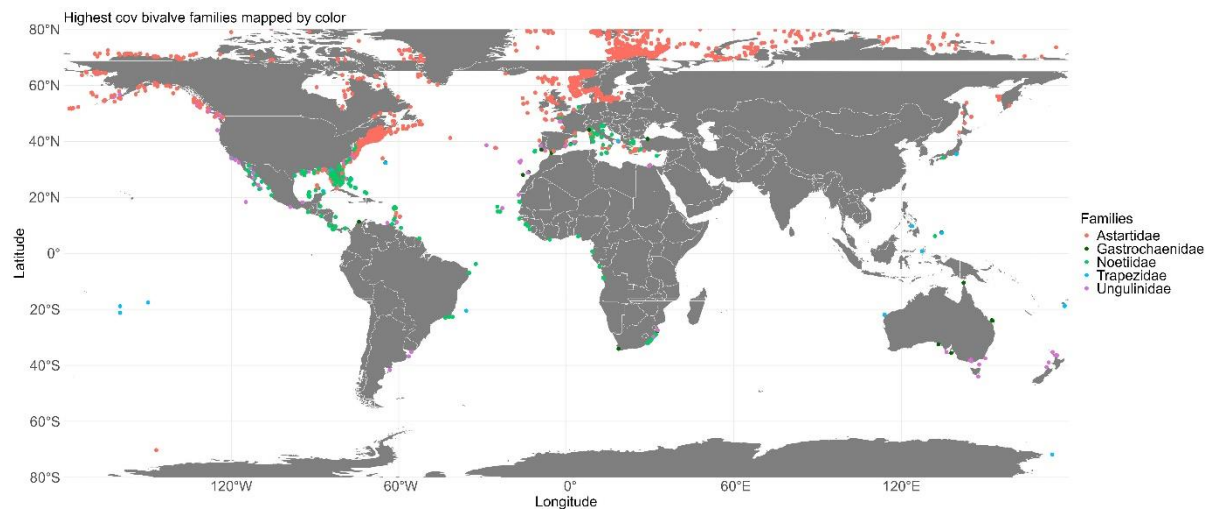 Highest cov bivalve families mapped by color
80°N
60°N
40°N
20°N
0°
20°S
40°S
60°S
80°S
Latitude
120°W
60°W
0°
60°E
120°E
Longitude
Families
Astartidae
Gastrochaenidae
Noetiidae
Trapezidae
Ungulinidae